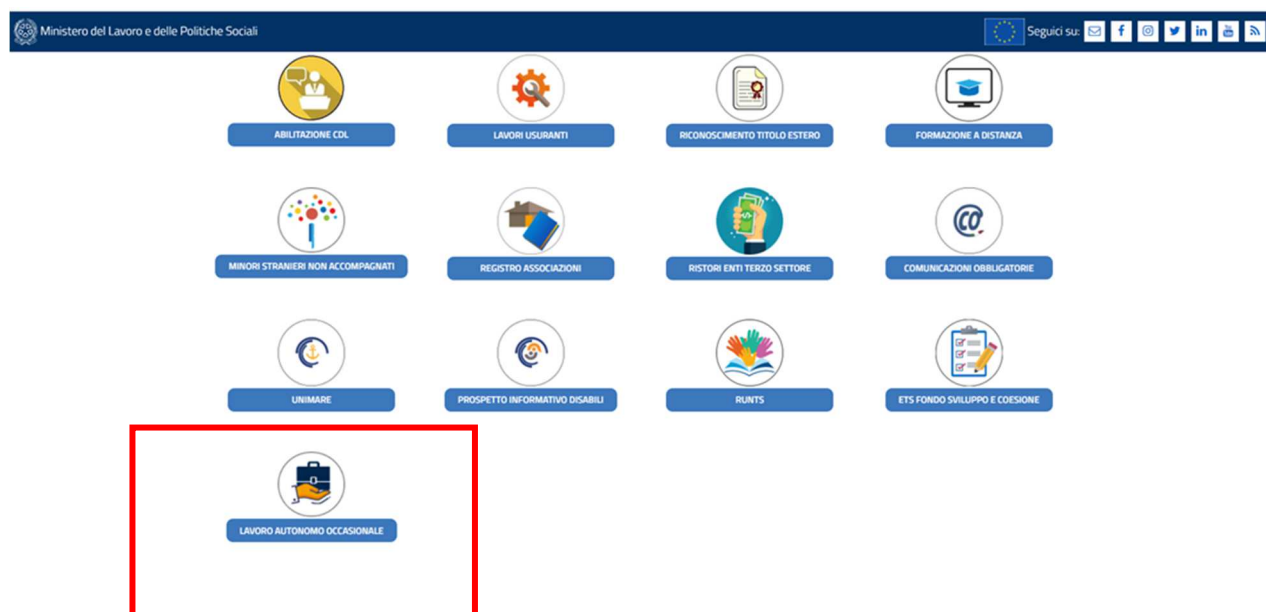 Ministero del Lavoro e delle Politiche Sociali
Seguici su:
ABILITAZIONE CDL
LAVORI USURANTI
RICONOSCIMENTO TITOLO ESTERO
FORMAZIONE A DISTANZA
MINORI STRANIERI NON ACCOMPAGNATI
REGISTRO ASSOCIAZIONI
RISTORI ENTI TERZO SETTORE
COMUNICAZIONI OBBLIGATORIE
UNIMARE
PROSPETTO INFORMATIVO DISABILI
RUNTS
ETS FONDO SVILUPPO E COESIONE
LAVORO AUTONOMO OCCASIONALE